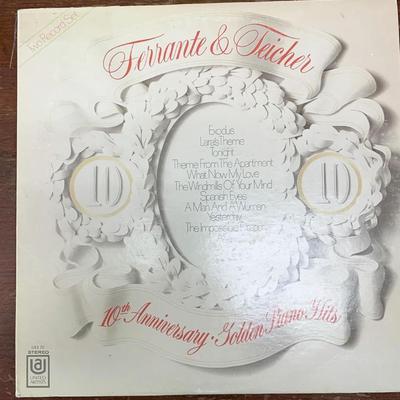 Two Record Set
Ferrante & Teicher
Exodus
Lara's Theme
Tonight
Theme From The Apartment
What Now My Love
The Windmills Of Your Mind
Spanish Eyes
A Man And A Woman
Yesterday
The Impossible
10
10
10th Anniversary · Golden Piano Hits
STEREO
ua
UNITED ARTISTS